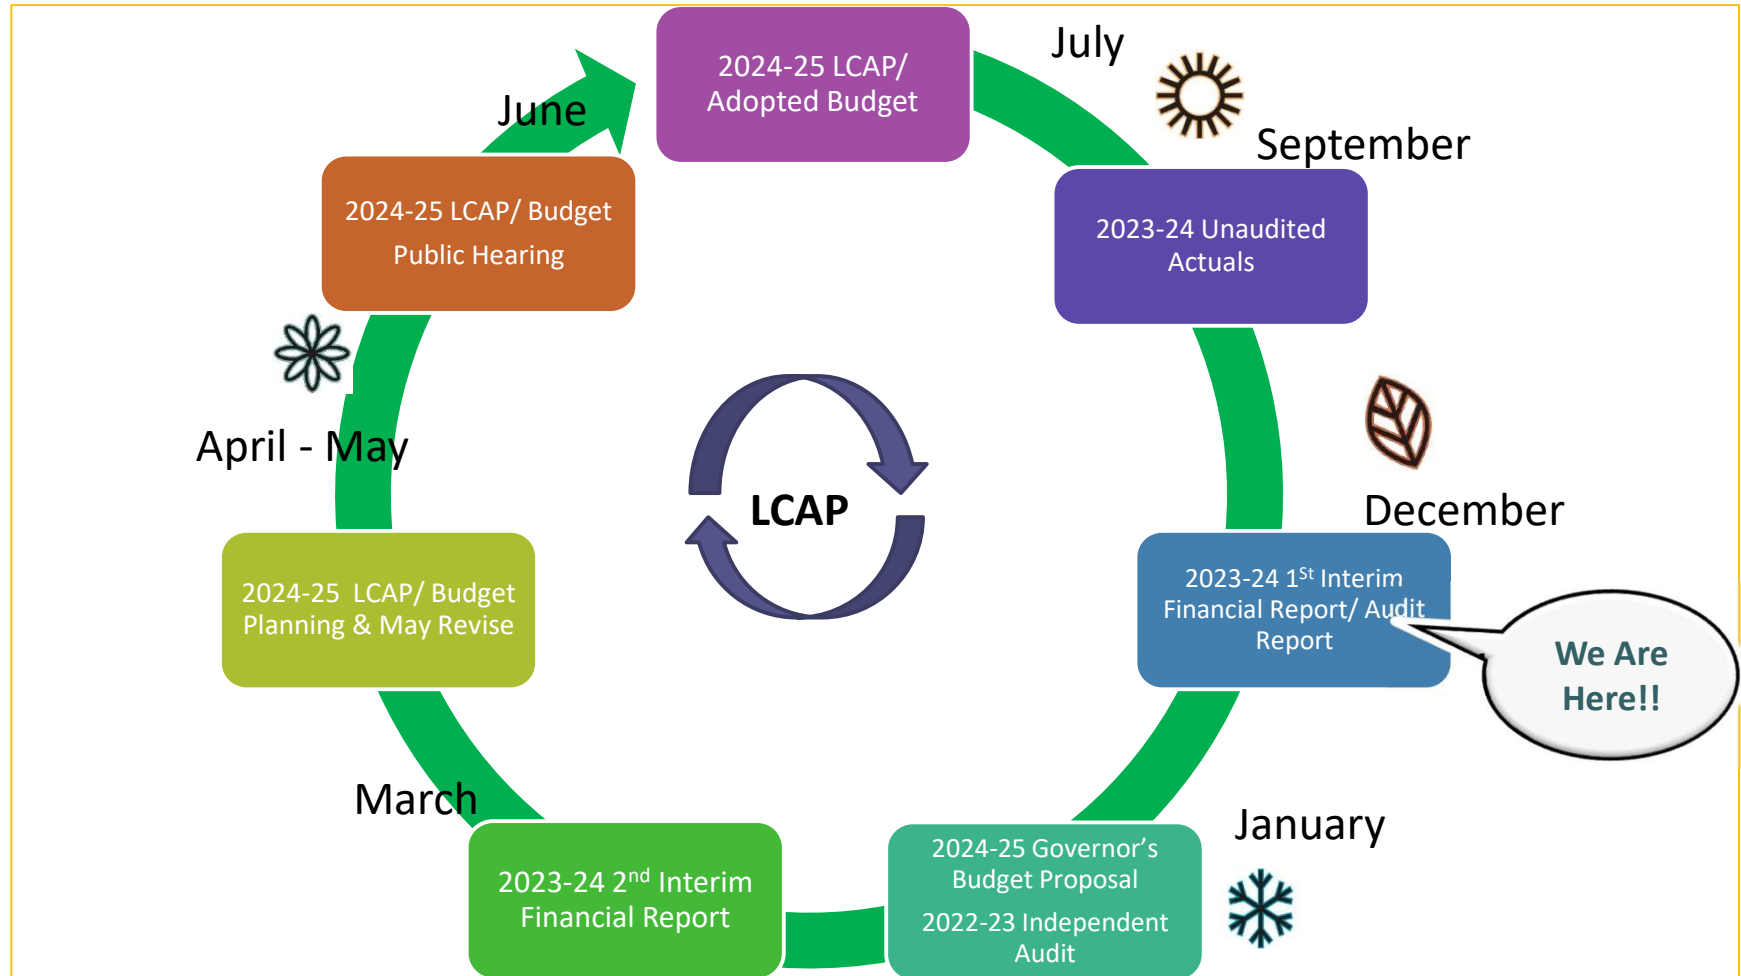 July
2024-25 LCAP/
Adopted Budget
September
2023-24 Unaudited
Actuals
December
2023-24 1St Interim
Financial Report/ Audit
Report
We Are
Here!!
January
2024-25 Governor's
Budget Proposal
2022-23 Independent
Audit
March
2023-24 2nd Interim
Financial Report
April - May
2024-25  LCAP/ Budget
Planning & May Revise
June
2024-25 LCAP/ Budget
Public Hearing
LCAP